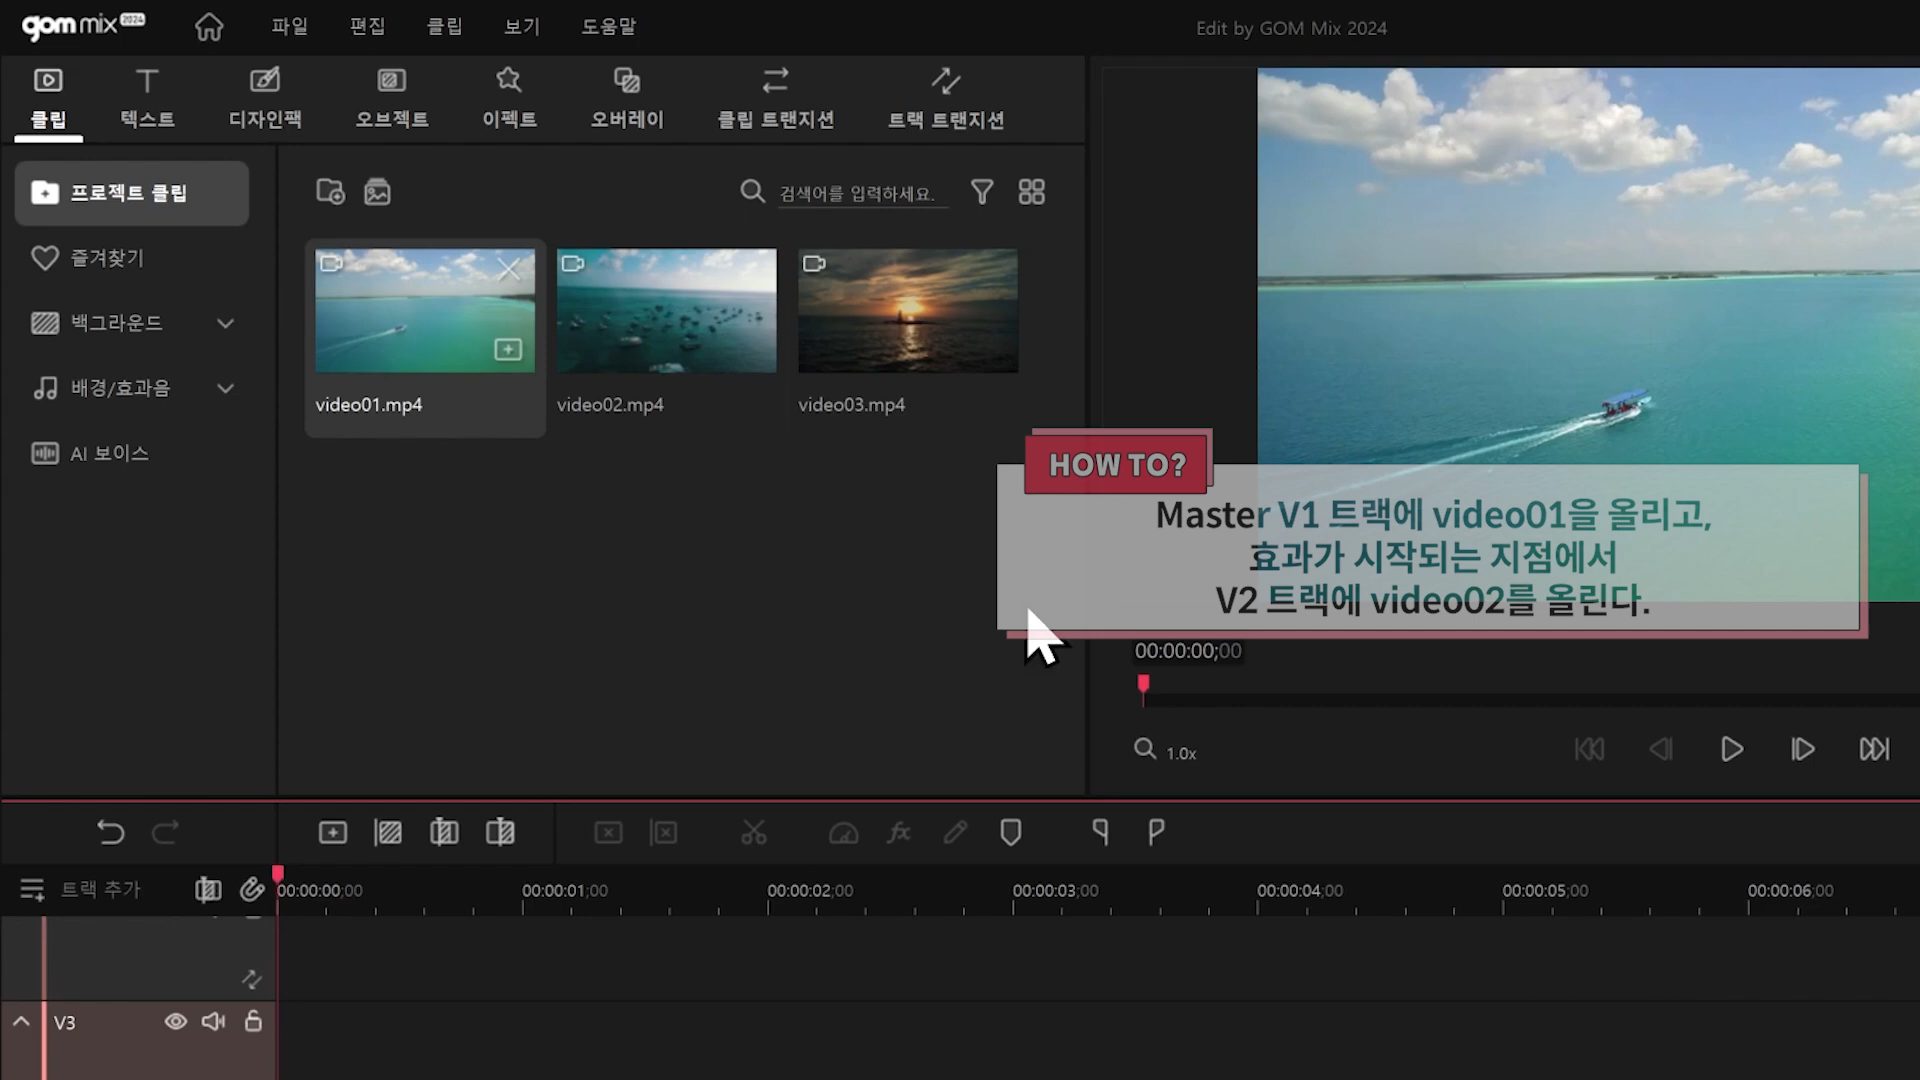 gom mix 2024
파일 편집 클립 보기 도움말
Edit by GOM Mix 2024
클립 텍스트 디자인팩 오브젝트 이펙트 오버레이 클립 트랜지션 트랙 트랜지션
프로젝트 클립
즐겨찾기
백그라운드
배경/효과음
AI 보이스
검색어를 입력하세요.
video01.mp4 video02.mp4 video03.mp4
HOW TO?
Master V1 트랙에 video01을 올리고,
효과가 시작되는 지점에서
V2 트랙에 video02를 올린다.
00:00:00;00
1.0x
fx
트랙 추가
00:00:00;00 00:00:01;00 00:00:02;00 00:00:03;00 00:00:04;00 00:00:05;00 00:00:06;00
V3